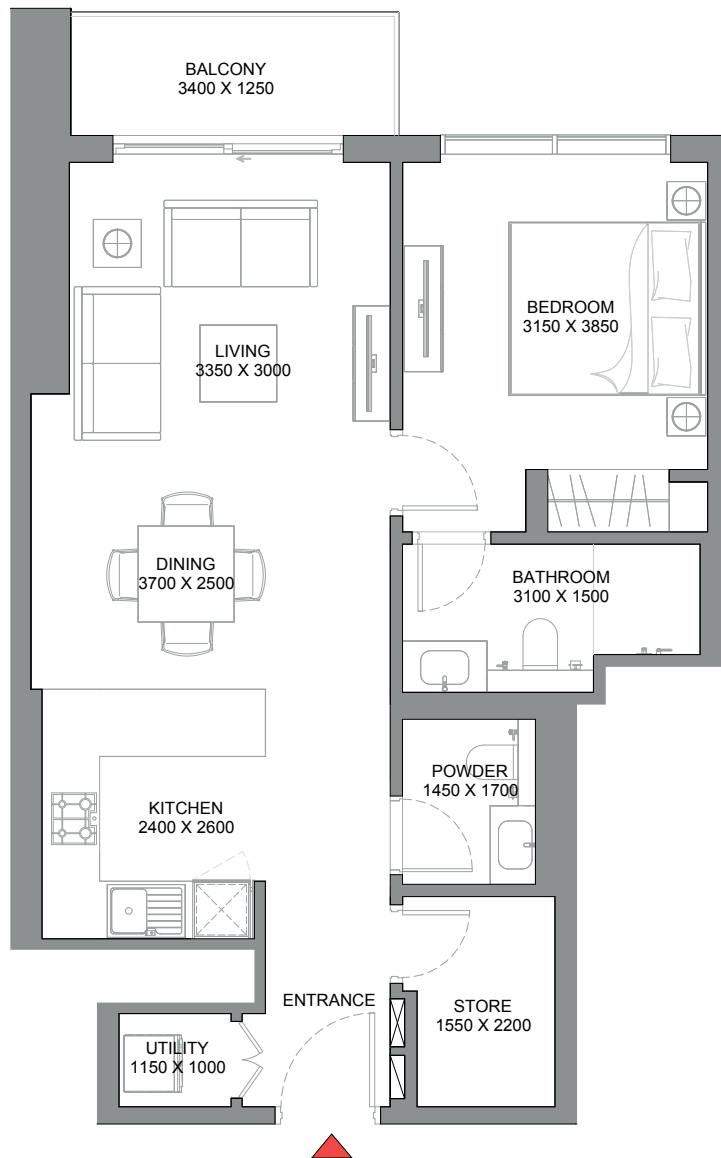 BALCONY
3400 X 1250
BEDROOM
3150 X 3850
LIVING
3350 X 3000
DINING
3700 X 2500
BATHROOM
3100 X 1500
POWDER
1450 X 1700
KITCHEN
2400 X 2600
ENTRANCE
STORE
1550 X 2200
UTILITY
1150 X 1000